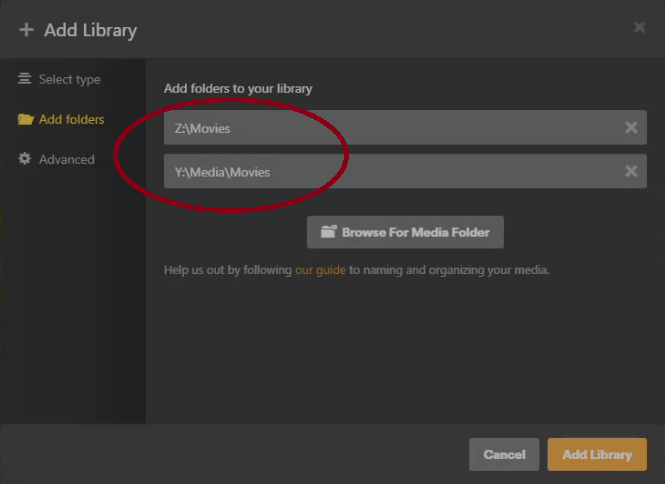 Add Library
Select type
Add folders
Advanced
Add folders to your library
Z:\Movies
Y:\Media\Movies
Browse For Media Folder
Help us out by following our guide to naming and organizing your media.
Cancel
Add Library